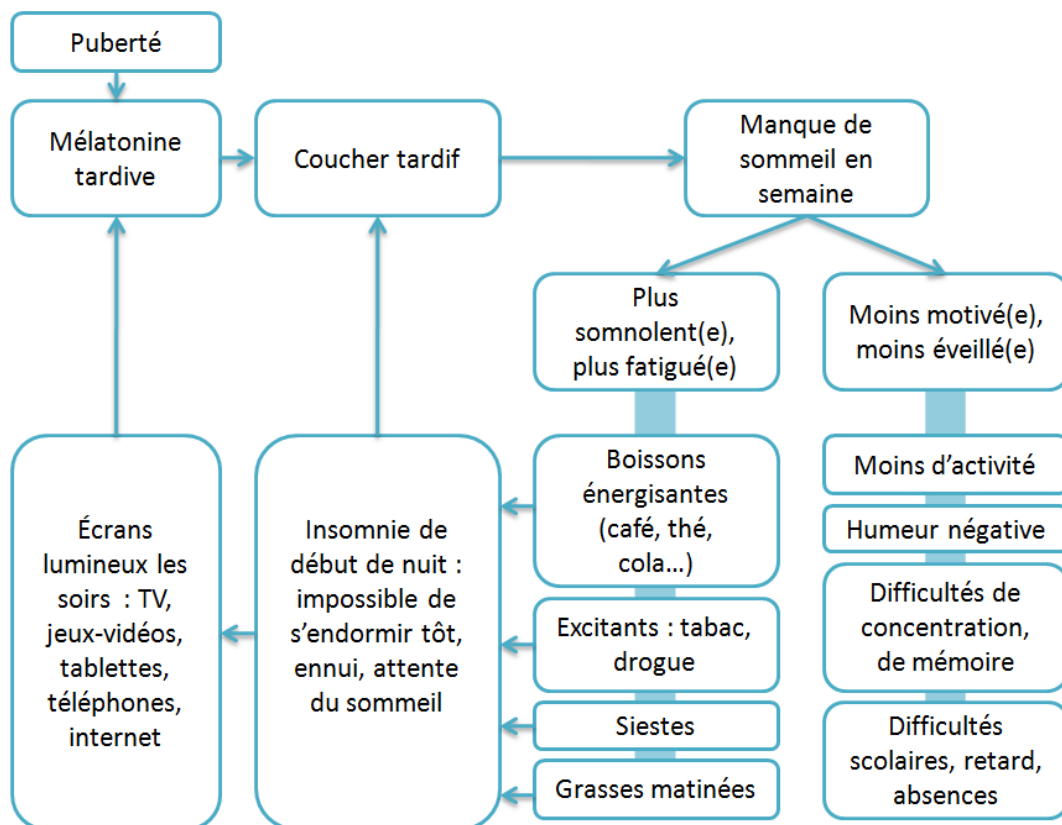 Puberté
Mélatonine
tardive
Coucher tardif
Manque de
sommeil en
semaine
Plus
somnolent(e),
plus fatigué(e)
Moins motivé(e),
moins éveillé(e)
Écrans
lumineux les
soirs : TV,
jeux-vidéos,
tablettes,
téléphones,
internet
Insomnie de
début de nuit :
impossible de
s’endormir tôt,
ennui, attente
du sommeil
Boissons
énergisantes
(café, thé,
cola…)
Excitants : tabac,
drogue
Siestes
Grasses matinées
Moins d’activité
Humeur négative
Difficultés de
concentration,
de mémoire
Difficultés
scolaires, retard,
absences